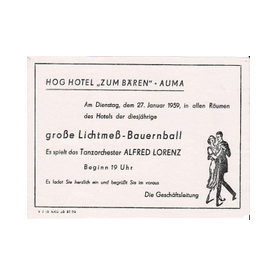 HOG HOTEL „ZUM BÄREN" • AUMA
Am Dienstag, dem 27. Januar 1959, in allen Räumen
des Hotels der diesjährige
große Lichtmeß-Bauernball
Es spielt das Tanzorchester ALFRED LORENZ
Beginn 19 Uhr
Es ladet Sie herzlich ein und begrüßt Sie im voraus
Die Geschäftsleitung